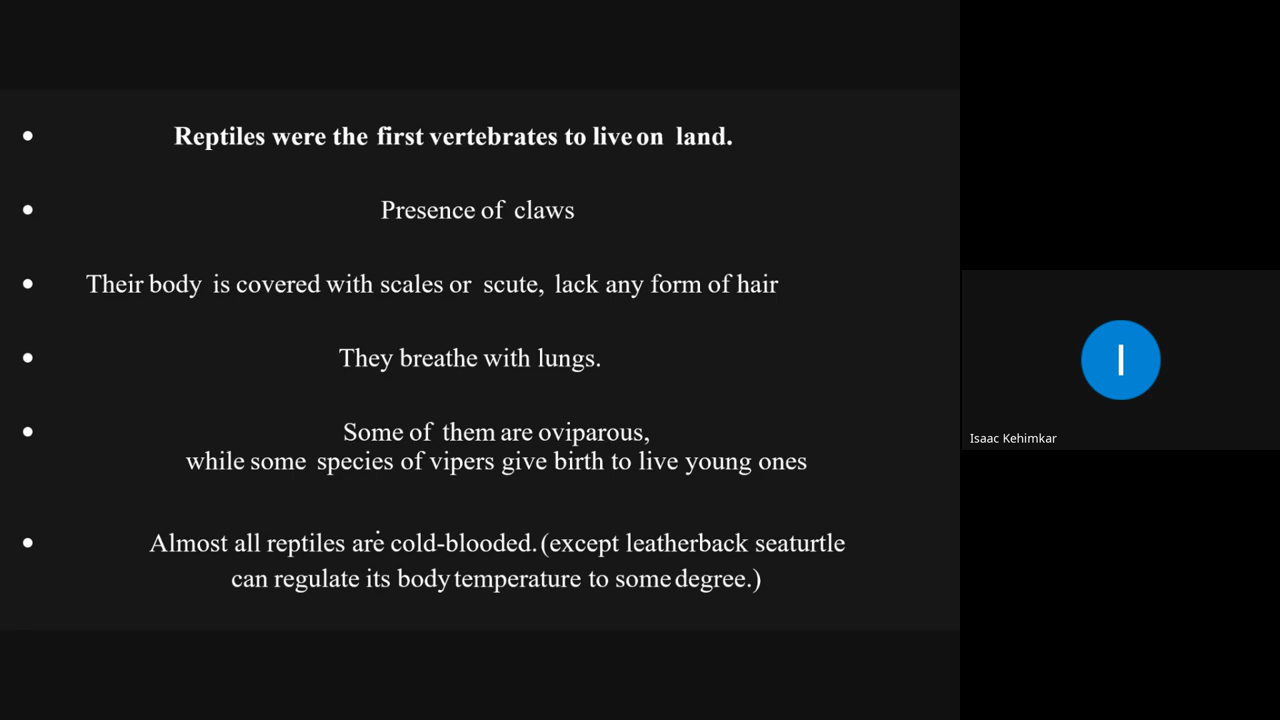 Reptiles were the first vertebrates to live on land.
Presence of claws
Their body is covered with scales or scute, lack any form of hair
They breathe with lungs.
Some of them are oviparous,
while some species of vipers give birth to live young ones
Almost all reptiles are cold-blooded.(except leatherback seaturtle
can regulate its body temperature to some degree.)
I
Isaac Kehimkar